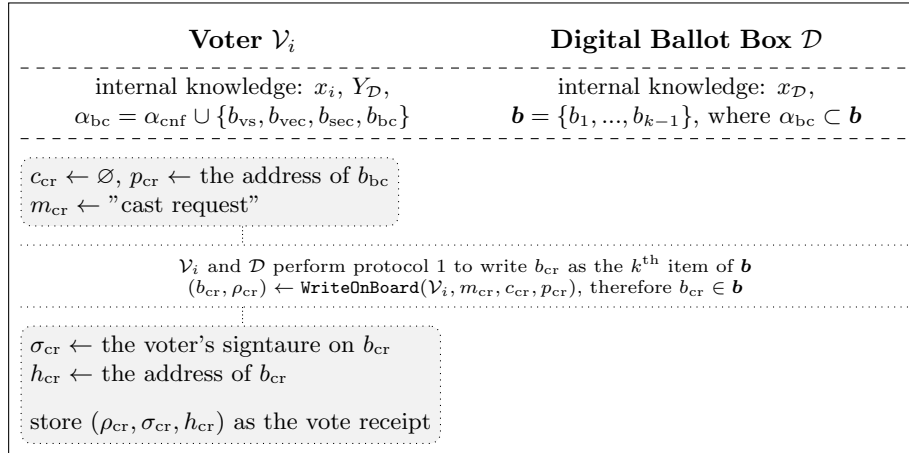 Voter 𝒱ᵢ Digital Ballot Box 𝒟
internal knowledge: xᵢ, Y_𝒟, internal knowledge: x_𝒟,
α_bc = α_cnf ∪ {b_vs, b_vec, b_sec, b_bc} 𝒃 = {b₁, ..., b_{k−1}}, where α_bc ⊂ 𝒃
c_cr ← ∅, p_cr ← the address of b_bc
m_cr ← ”cast request”
𝒱ᵢ and 𝒟 perform protocol 1 to write b_cr as the kᵗʰ item of 𝒃
(b_cr, ρ_cr) ← WriteOnBoard(𝒱ᵢ, m_cr, c_cr, p_cr), therefore b_cr ∈ 𝒃
σ_cr ← the voter's signtaure on b_cr
h_cr ← the address of b_cr
store (ρ_cr, σ_cr, h_cr) as the vote receipt